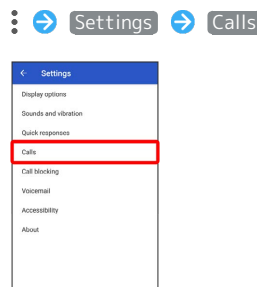 Settings Calls
← Settings
Display options
Sounds and vibration
Quick responses
Calls
Call blocking
Voicemail
Accessibility
About